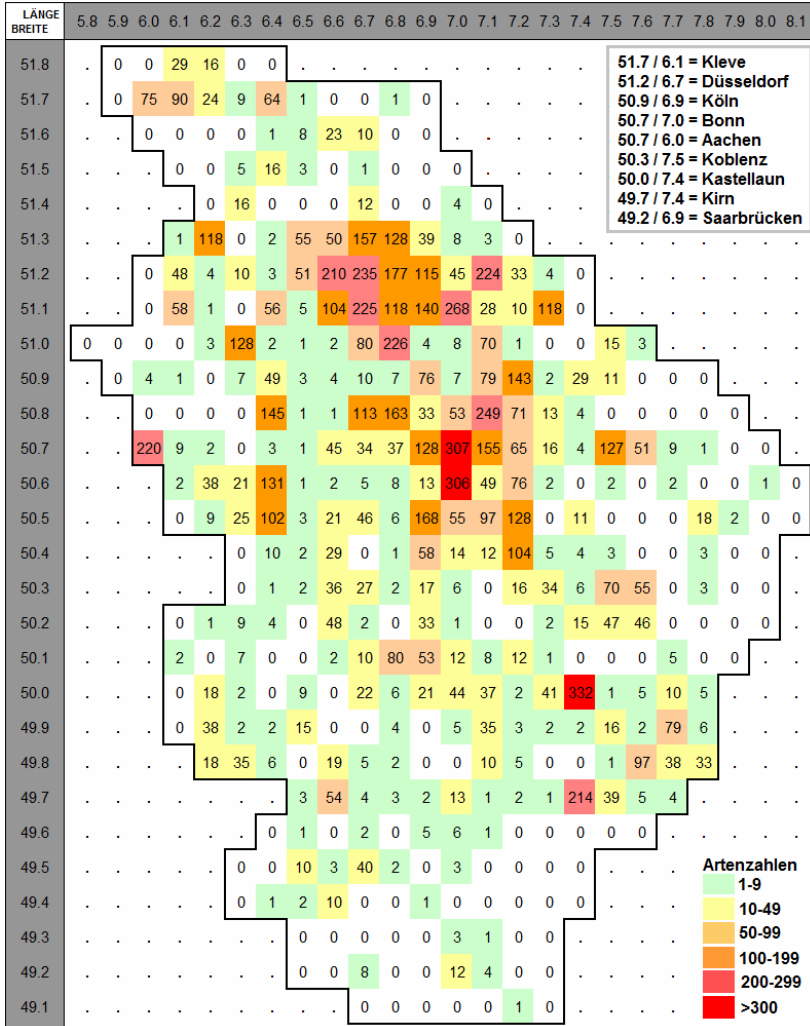 LÄNGE 5.8 5.9 6.0 6.1 6.2 6.3 6.4 6.5 6.6 6.7 6.8 6.9 7.0 7.1 7.2 7.3 7.4 7.5 7.6 7.7 7.8 7.9 8.0 8.1
BREITE
51.8 . 0 0 29 16 0 0 . . . . . . . .
51.7 . 0 75 90 24 9 64 1 0 0 1 0 . . .
51.6 . . 0 0 0 0 1 8 23 10 0 0 . . .
51.5 . . . 0 0 5 16 3 0 1 0 0 0 . .
51.4 . . . . 0 16 0 0 0 12 0 0 4 0 .
51.7 / 6.1 = Kleve
51.2 / 6.7 = Düsseldorf
50.9 / 6.9 = Köln
50.7 / 7.0 = Bonn
50.7 / 6.0 = Aachen
50.3 / 7.5 = Koblenz
50.0 / 7.4 = Kastellaun
49.7 / 7.4 = Kirn
49.2 / 6.9 = Saarbrücken
51.3 . . . 1 118 0 2 55 50 157 128 39 8 3 0 . . . . . . . . .
51.2 . . 0 48 4 10 3 51 210 235 177 115 45 224 33 4 0 . . . . . . .
51.1 . . 0 58 1 0 56 5 104 225 118 140 268 28 10 118 0 . . . . . . .
51.0 0 0 0 0 3 128 2 1 2 80 226 4 8 70 1 0 0 15 3 . . . . .
50.9 . 0 4 1 0 7 49 3 4 10 7 76 7 79 143 2 29 11 0 0 0 . . .
50.8 . . 0 0 0 0 145 1 1 113 163 33 53 249 71 13 4 0 0 0 0 0 . .
50.7 . . 220 9 2 0 3 1 45 34 37 128 307 155 65 16 4 127 51 9 1 0 0 .
50.6 . . . 2 38 21 131 1 2 5 8 13 306 49 76 2 0 2 0 2 0 0 1 0
50.5 . . . 0 9 25 102 3 21 46 6 168 55 97 128 0 11 0 0 0 18 2 0 0
50.4 . . . . . 0 10 2 29 0 1 58 14 12 104 5 4 3 0 0 3 0 0 .
50.3 . . . . . 0 1 2 36 27 2 17 6 0 16 34 6 70 55 0 3 0 0 .
50.2 . . . 0 1 9 4 0 48 2 0 33 1 0 0 2 15 47 46 0 0 0 0 .
50.1 . . . 2 0 7 0 0 2 10 80 53 12 8 12 1 0 0 0 5 0 0 . .
50.0 . . . 0 18 2 0 9 0 22 6 21 44 37 2 41 332 1 5 10 5 . . .
49.9 . . . 0 38 2 2 15 0 0 4 0 5 35 3 2 2 16 2 79 6 . . .
49.8 . . . . 18 35 6 0 19 5 2 0 0 10 5 0 0 1 97 38 33 . . .
49.7 . . . . . . . 3 54 4 3 2 13 1 2 1 214 39 5 4 . . . .
49.6 . . . . . . 0 1 0 2 0 5 6 1 0 0 0 0 0 . . . . .
49.5 . . . . . 0 0 10 3 40 2 0 3 0 0 0 0 . . .
49.4 . . . . . 0 1 2 10 0 0 1 0 0 0 0 . . . .
49.3 . . . . . . . 0 0 0 0 0 3 1 0 0 . . . .
49.2 . . . . . . . 0 0 8 0 0 12 4 0 0 . . . .
49.1 . . . . . . . . . 0 0 0 0 0 1 0 . . . .
Artenzahlen
1-9
10-49
50-99
100-199
200-299
>300